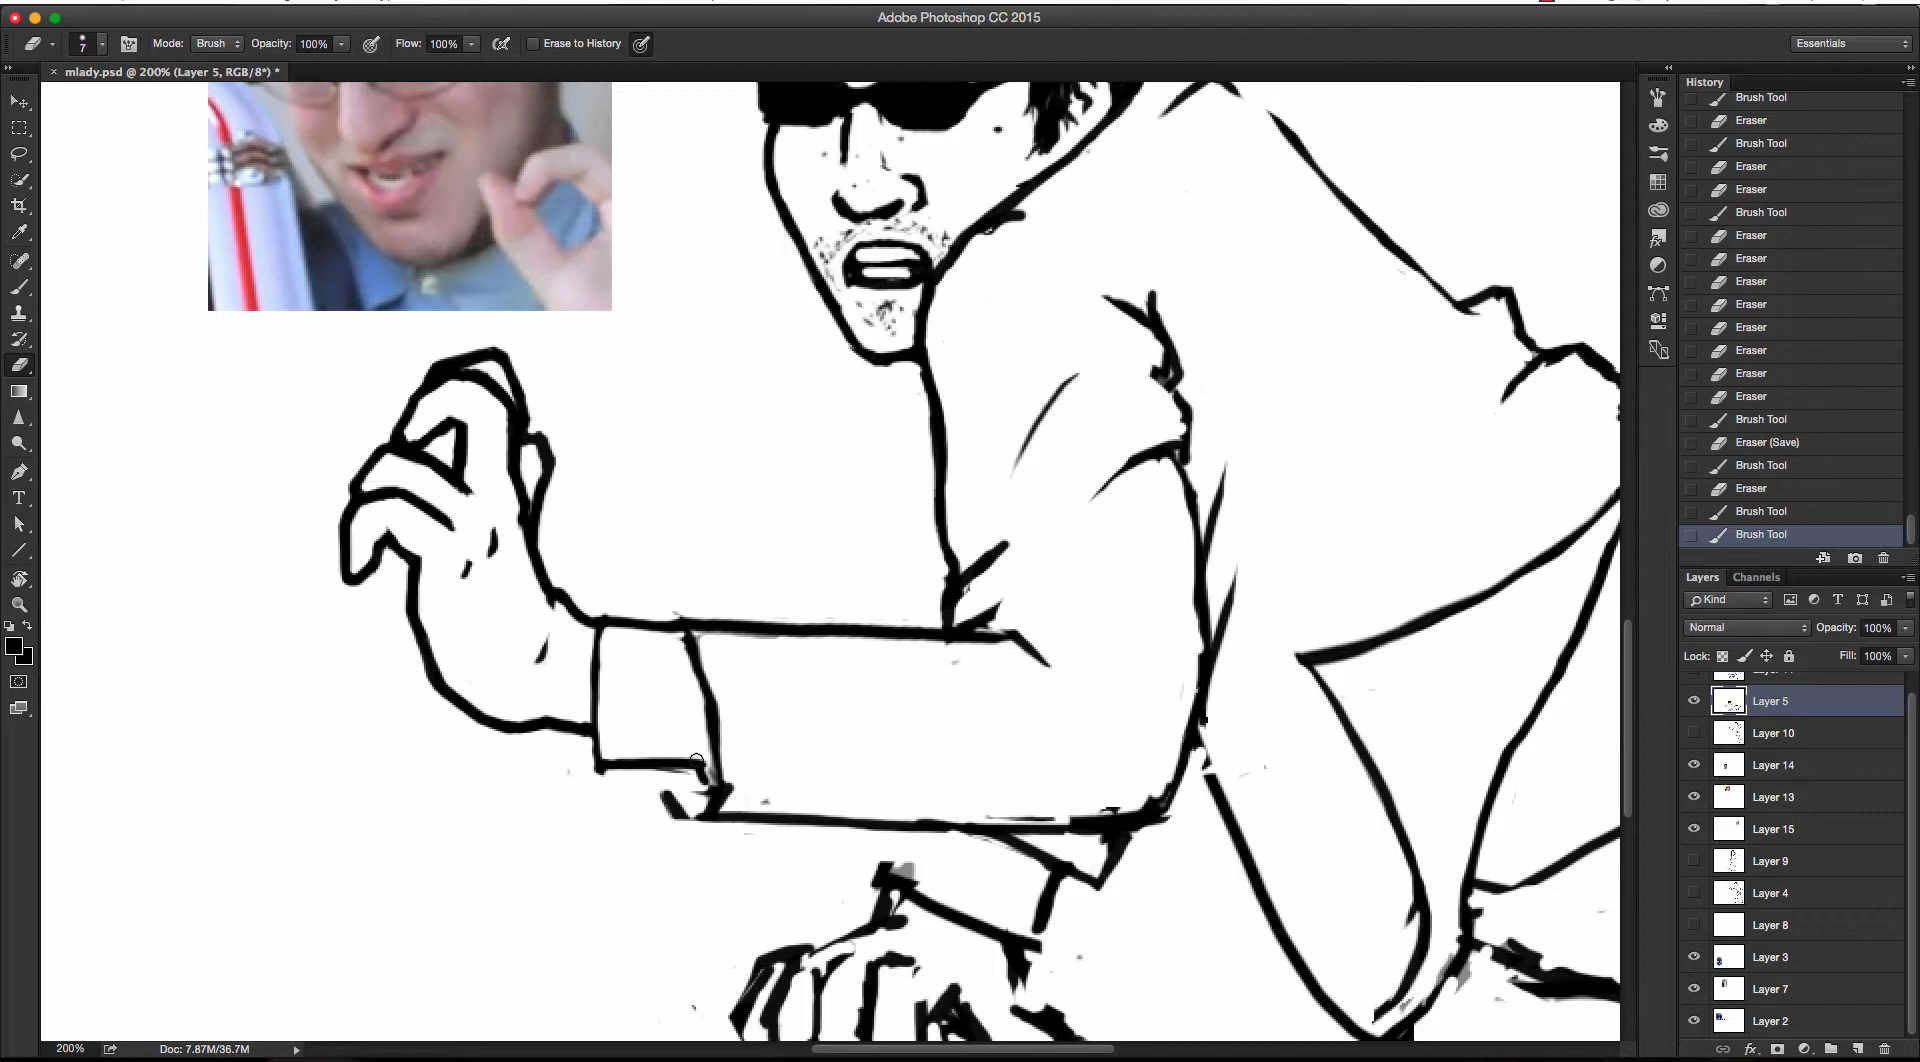 Adobe Photoshop CC 2015
7
Mode: Brush Opacity: 100% Flow: 100% Erase to History
Essentials
× mlady.psd @ 200% (Layer 5, RGB/8*) *
History
Brush Tool
Eraser
Brush Tool
Eraser
Eraser
Brush Tool
Eraser
Eraser
Eraser
Eraser
Eraser
Eraser
Eraser
Eraser
Brush Tool
Eraser (Save)
Brush Tool
Eraser
Brush Tool
Brush Tool
Layers Channels
Kind
Normal Opacity: 100%
Lock: Fill: 100%
Layer 5
Layer 10
Layer 14
Layer 13
Layer 15
Layer 9
Layer 4
Layer 8
Layer 3
Layer 7
Layer 2
200% Doc: 7.87M/36.7M